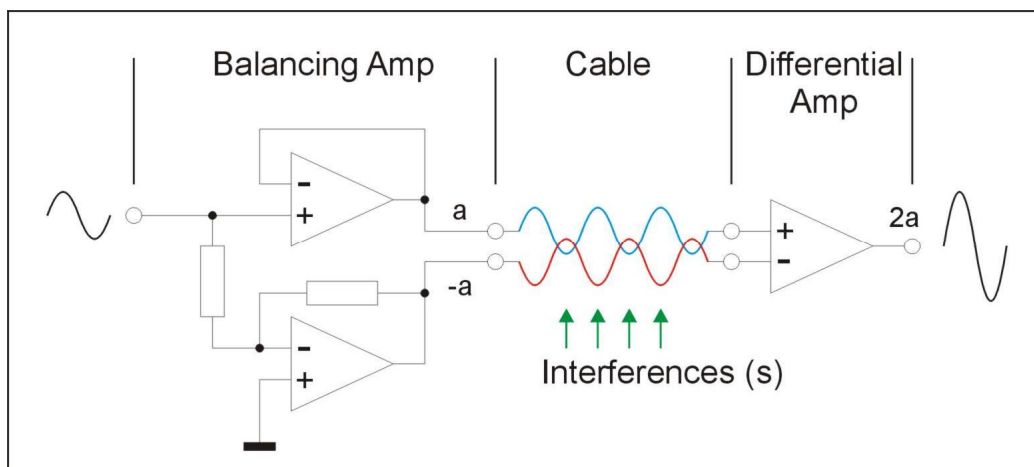 Balancing Amp
Cable
Differential
Amp
-
+
a
2a
+
-
-a
-
+
Interferences (s)